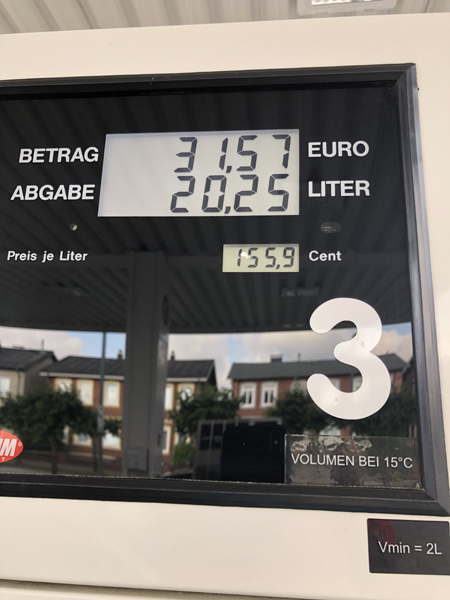 BETRAG 31,57 EURO
ABGABE 20,25 LITER
Preis je Liter 155,9 Cent
3
VOLUMEN BEI 15°C
Vmin = 2L